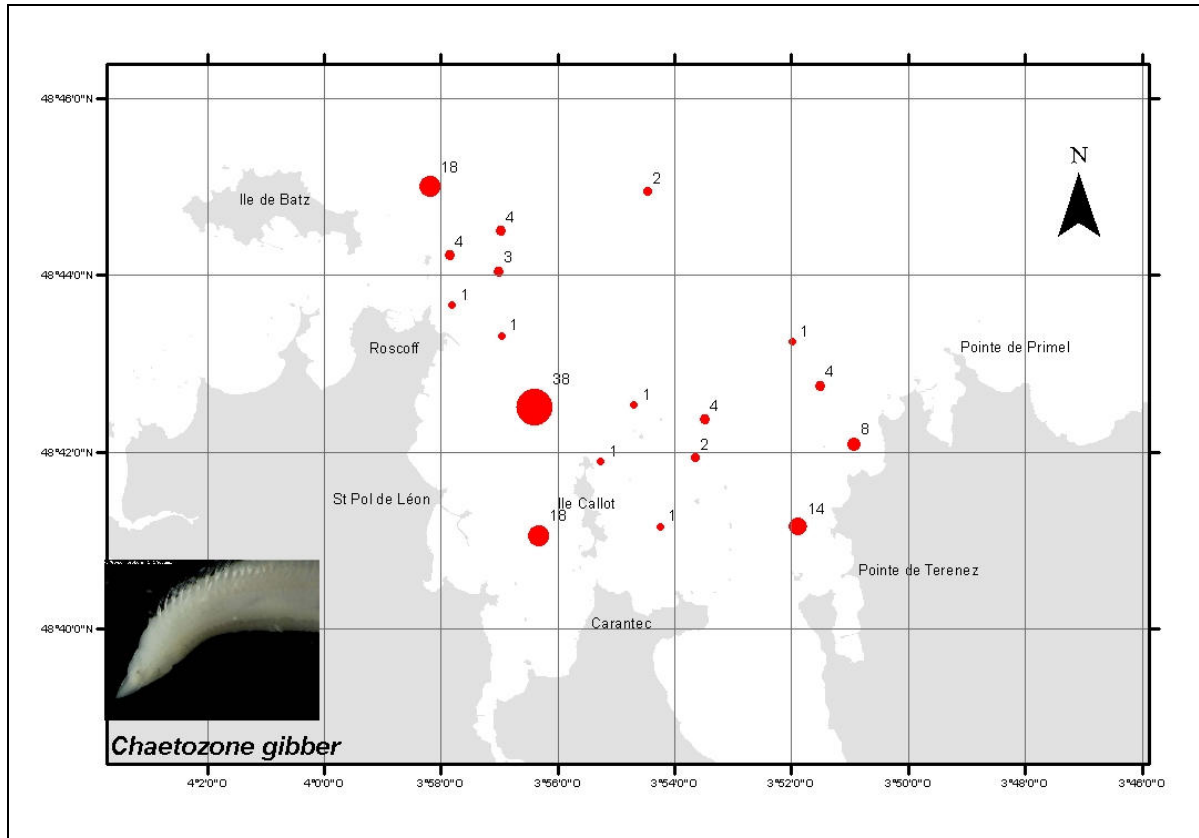 48°46'0"N
N
18
2
Ile de Batz
4
4
3
48°44'0"N
1
1
1
Roscoff
Pointe de Primel
38
4
1
4
8
48°42'0"N
1
2
St Pol de Léon
Ile Callot
18
1
14
Pointe de Terenez
Carantec
48°40'0"N
Chaetozone gibber
4°2'0"O
4°0'0"O
3°58'0"O
3°56'0"O
3°54'0"O
3°52'0"O
3°50'0"O
3°48'0"O
3°46'0"O